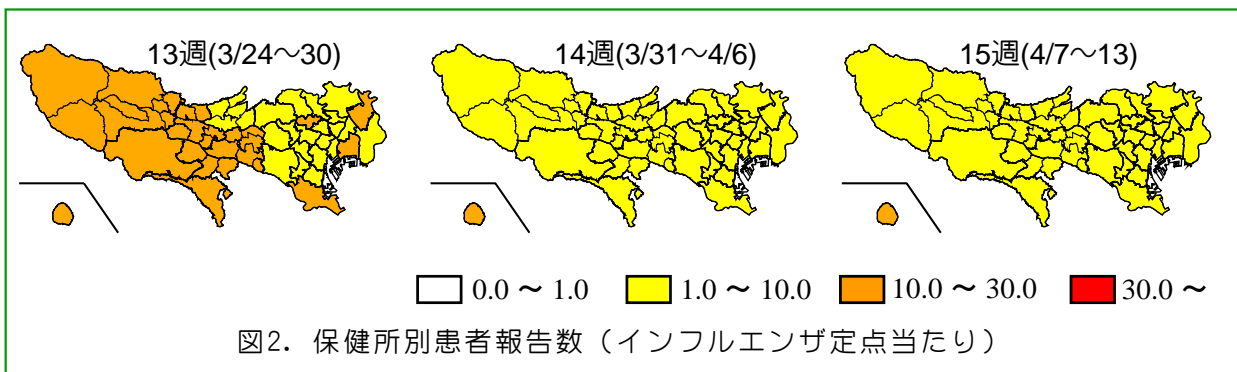 13週(3/24～30)
14週(3/31～4/6)
15週(4/7～13)
0.0 ～ 1.0
1.0 ～ 10.0
10.0 ～ 30.0
30.0 ～
図2．保健所別患者報告数（インフルエンザ定点当たり）